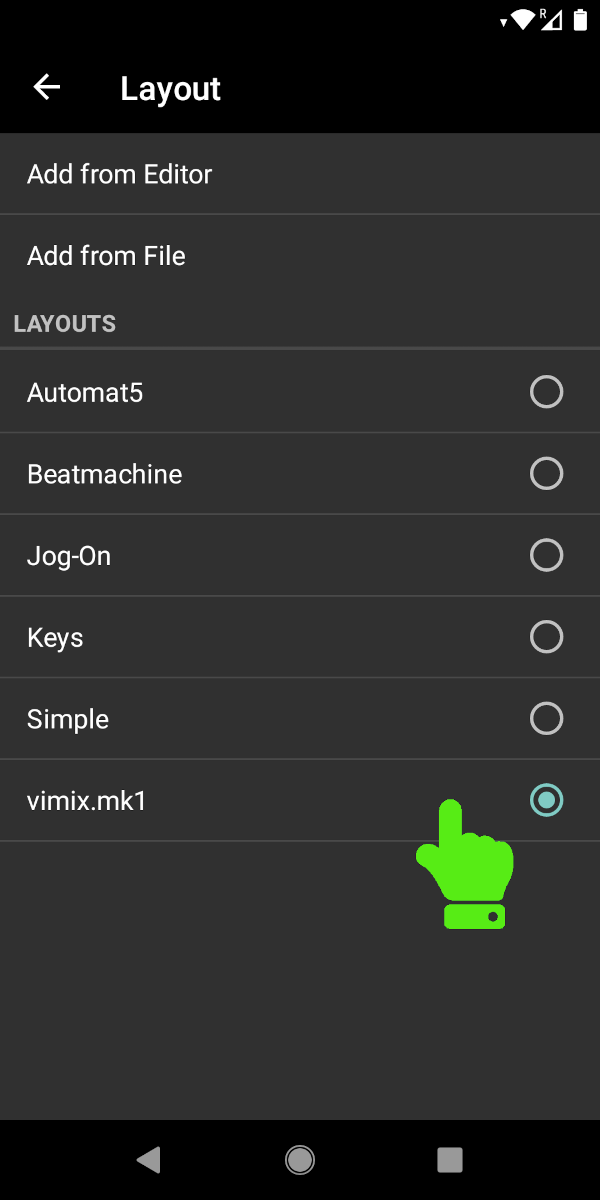 R
Layout
Add from Editor
Add from File
LAYOUTS
Automat5
Beatmachine
Jog-On
Keys
Simple
vimix.mk1